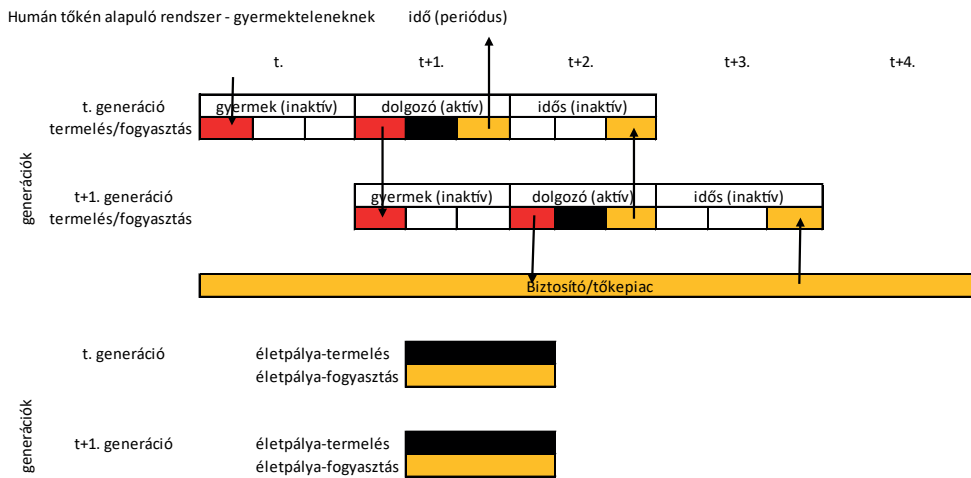 Humán tőkén alapuló rendszer - gyermekteleneknek idő (periódus)
t. t+1. t+2. t+3. t+4.
t. generáció
termelés/fogyasztás
gyermek (inaktív) dolgozó (aktív) idős (inaktív)
generációk
t+1. generáció
termelés/fogyasztás
gyermek (inaktív) dolgozó (aktív) idős (inaktív)
Biztosító/tőkepiac
t. generáció életpálya-termelés
életpálya-fogyasztás
generációk
t+1. generáció életpálya-termelés
életpálya-fogyasztás